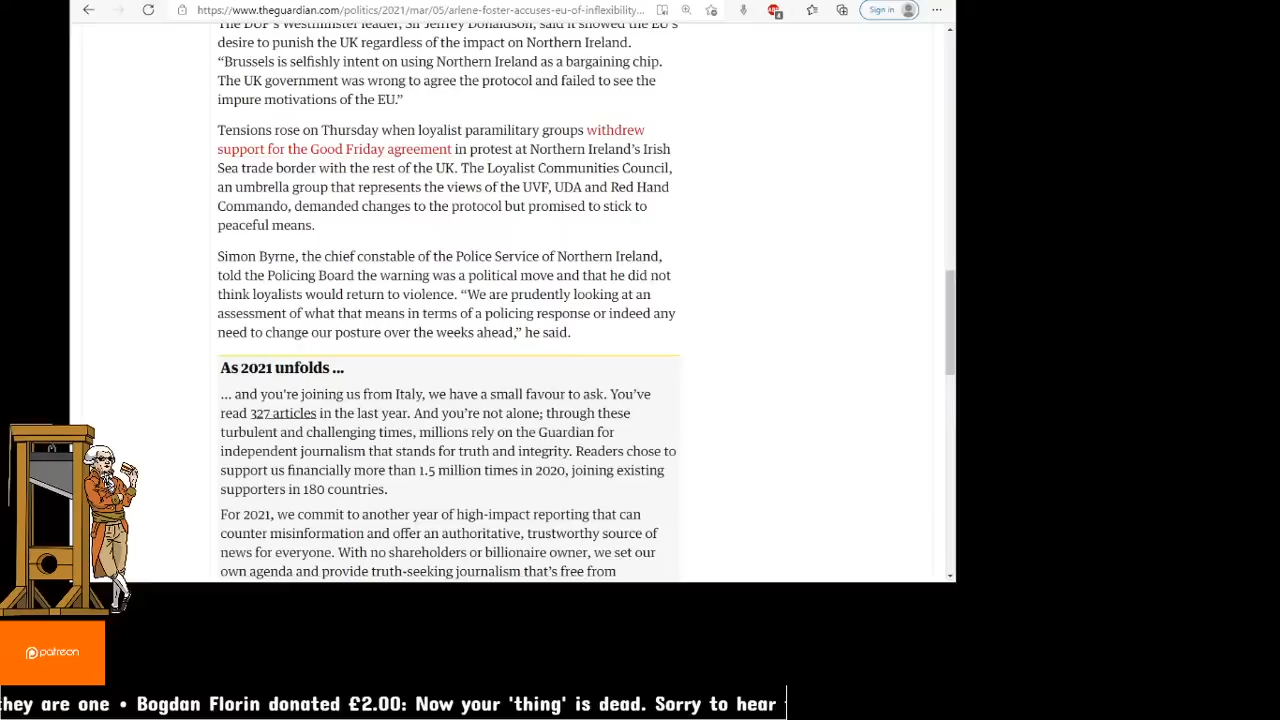 https://www.theguardian.com/politics/2021/mar/05/arlene-foster-accuses-eu-of-inflexibility...
Sign in
The DUP's Westminster leader, Sir Jeffrey Donaldson, said it showed the EU's
desire to punish the UK regardless of the impact on Northern Ireland.
“Brussels is selfishly intent on using Northern Ireland as a bargaining chip.
The UK government was wrong to agree the protocol and failed to see the
impure motivations of the EU.”
Tensions rose on Thursday when loyalist paramilitary groups withdrew
support for the Good Friday agreement in protest at Northern Ireland’s Irish
Sea trade border with the rest of the UK. The Loyalist Communities Council,
an umbrella group that represents the views of the UVF, UDA and Red Hand
Commando, demanded changes to the protocol but promised to stick to
peaceful means.
Simon Byrne, the chief constable of the Police Service of Northern Ireland,
told the Policing Board the warning was a political move and that he did not
think loyalists would return to violence. “We are prudently looking at an
assessment of what that means in terms of a policing response or indeed any
need to change our posture over the weeks ahead,” he said.
As 2021 unfolds ...
... and you’re joining us from Italy, we have a small favour to ask. You’ve
read 327 articles in the last year. And you’re not alone; through these
turbulent and challenging times, millions rely on the Guardian for
independent journalism that stands for truth and integrity. Readers chose to
support us financially more than 1.5 million times in 2020, joining existing
supporters in 180 countries.
For 2021, we commit to another year of high-impact reporting that can
counter misinformation and offer an authoritative, trustworthy source of
news for everyone. With no shareholders or billionaire owner, we set our
own agenda and provide truth-seeking journalism that’s free from
patreon
they are one • Bogdan Florin donated £2.00: Now your 'thing' is dead. Sorry to hear